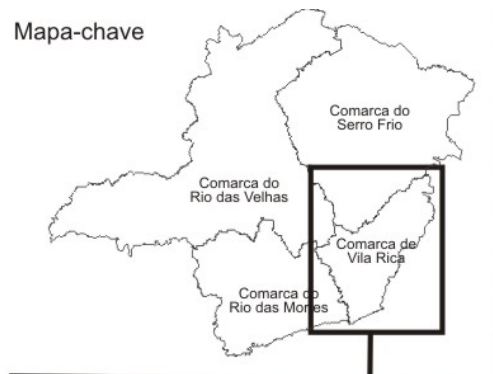 Mapa-chave
Comarca do
Serro Frio
Comarca do
Rio das Velhas
Comarca de
Vila Rica
Comarca do
Rio das Mortes